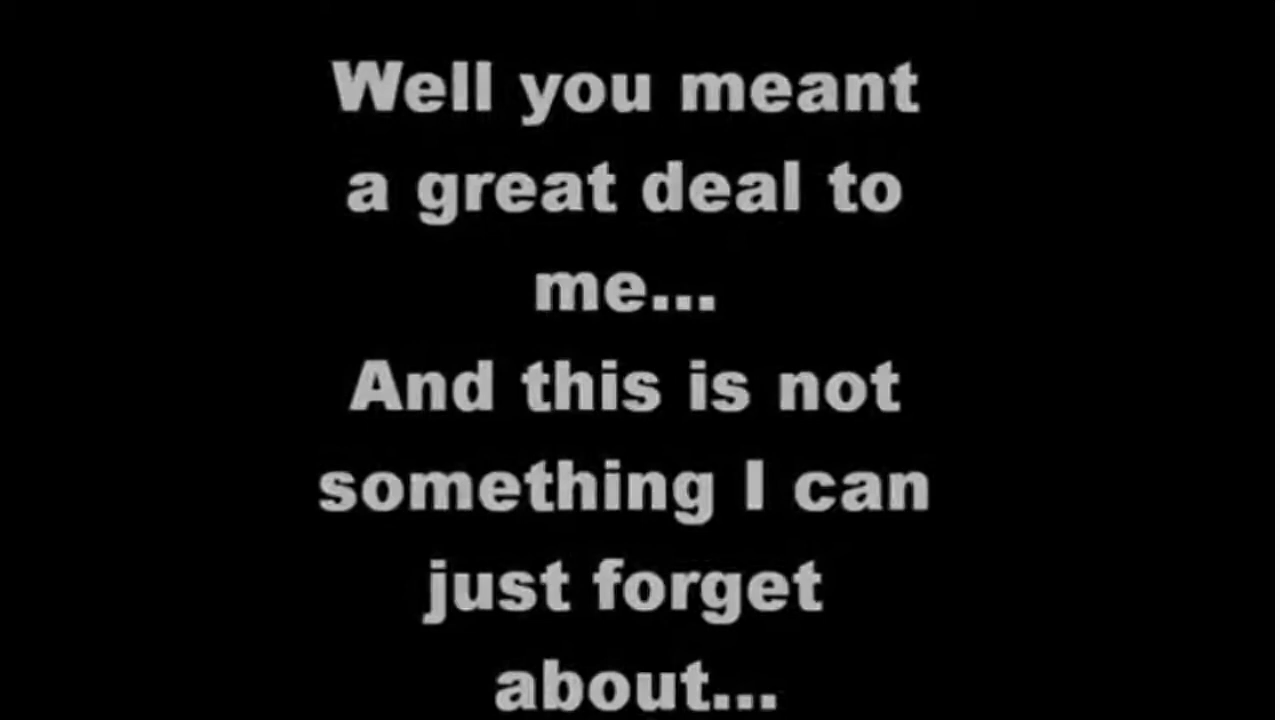 Well you meant
a great deal to
me...
And this is not
something I can
just forget
about...